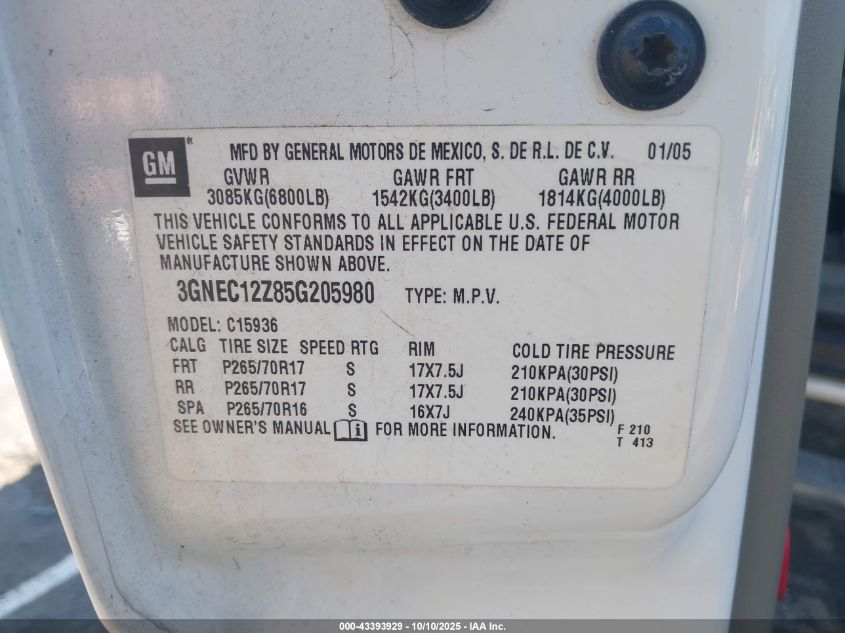 GM ®
MFD BY GENERAL MOTORS DE MEXICO, S. DE R.L. DE C.V. 01/05
GVWR GAWR FRT GAWR RR
3085KG(6800LB) 1542KG(3400LB) 1814KG(4000LB)
THIS VEHICLE CONFORMS TO ALL APPLICABLE U.S. FEDERAL MOTOR
VEHICLE SAFETY STANDARDS IN EFFECT ON THE DATE OF
MANUFACTURE SHOWN ABOVE.
3GNEC12Z85G205980 TYPE: M.P.V.
MODEL: C15936
CALG TIRE SIZE SPEED RTG RIM COLD TIRE PRESSURE
FRT P265/70R17 S 17X7.5J 210KPA(30PSI)
RR P265/70R17 S 17X7.5J 210KPA(30PSI)
SPA P265/70R16 S 16X7J 240KPA(35PSI)
SEE OWNER'S MANUAL i FOR MORE INFORMATION.
F 210
T 413
000-43393929 - 10/10/2025 - IAA Inc.